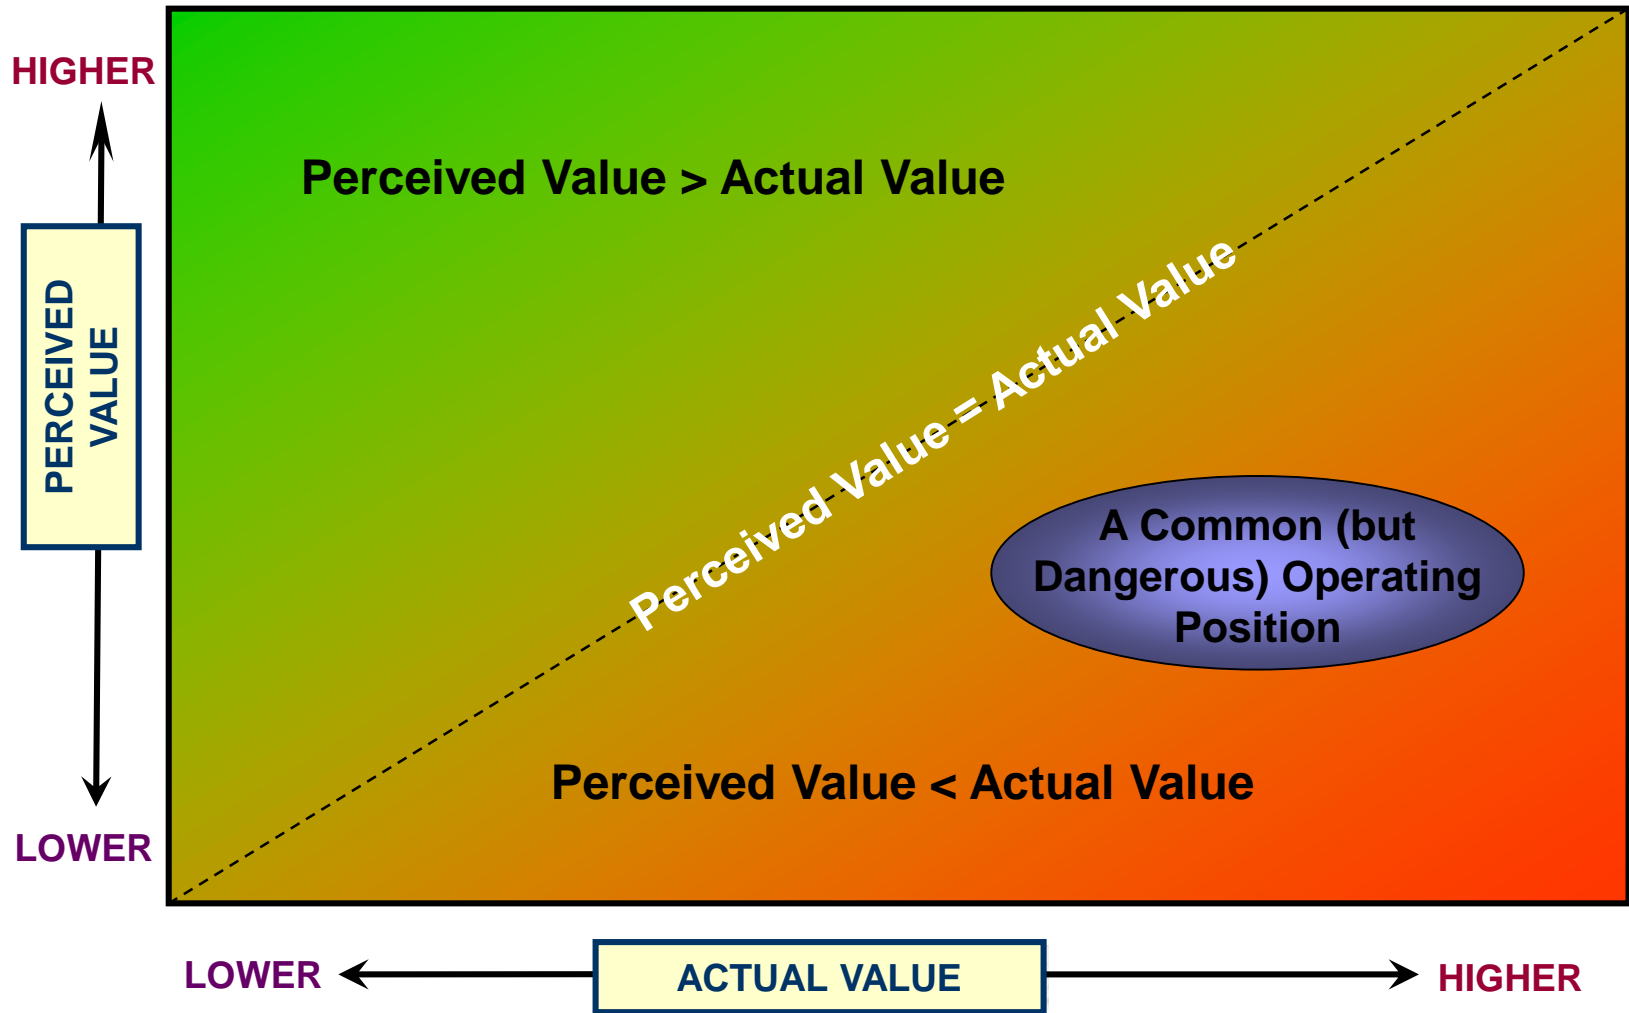 HIGHER
Perceived Value > Actual Value
PERCEIVED
VALUE
Perceived Value = Actual Value
A Common (but
Dangerous) Operating
Position
Perceived Value < Actual Value
LOWER
LOWER
ACTUAL VALUE
HIGHER